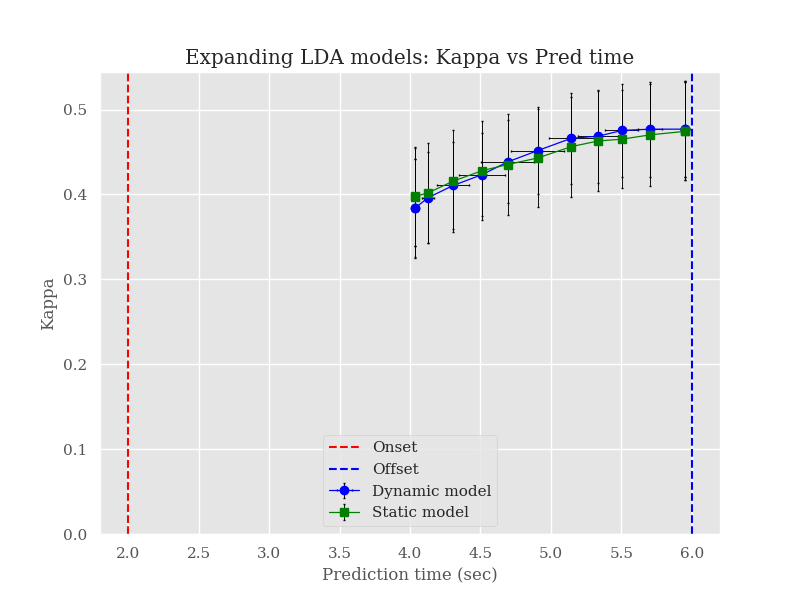 Expanding LDA models: Kappa vs Pred time
Kappa
0.5
0.4
0.3
0.2
0.1
0.0
Onset
Offset
Dynamic model
Static model
2.0 2.5 3.0 3.5 4.0 4.5 5.0 5.5 6.0
Prediction time (sec)